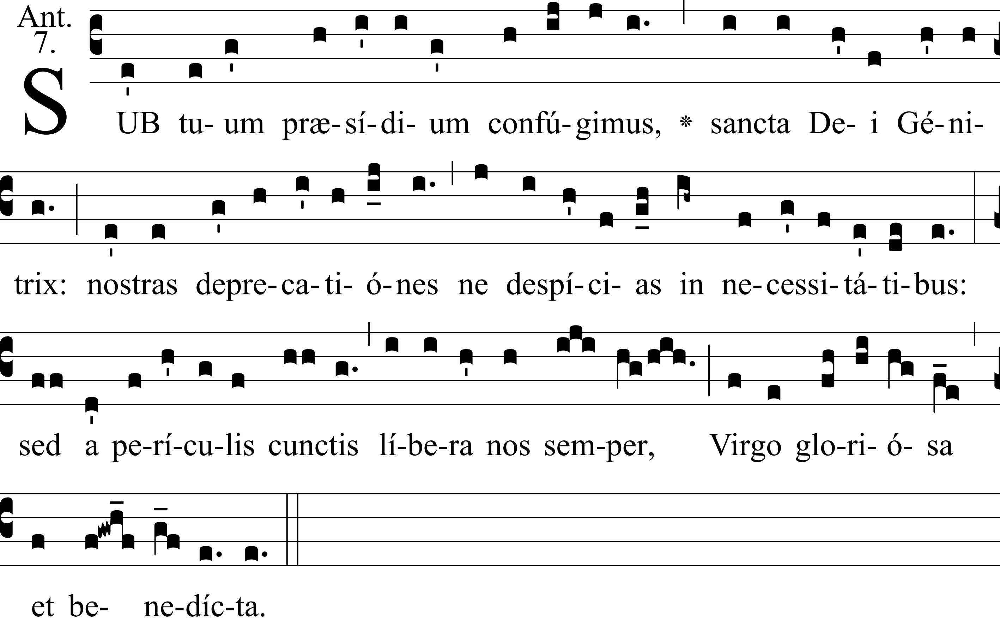 Ant.
7.
SUB tu- um præ- sí- di- um confú- gimus, * sancta De- i Gé- ni-
trix: nostras depre- ca- ti- ó- nes ne despí- ci- as in ne- cessi- tá- ti- bus:
sed a pe- rí- cu- lis cunctis lí- be- ra nos sem- per, Virgo glo- ri- ó- sa
et be- ne- díc- ta.